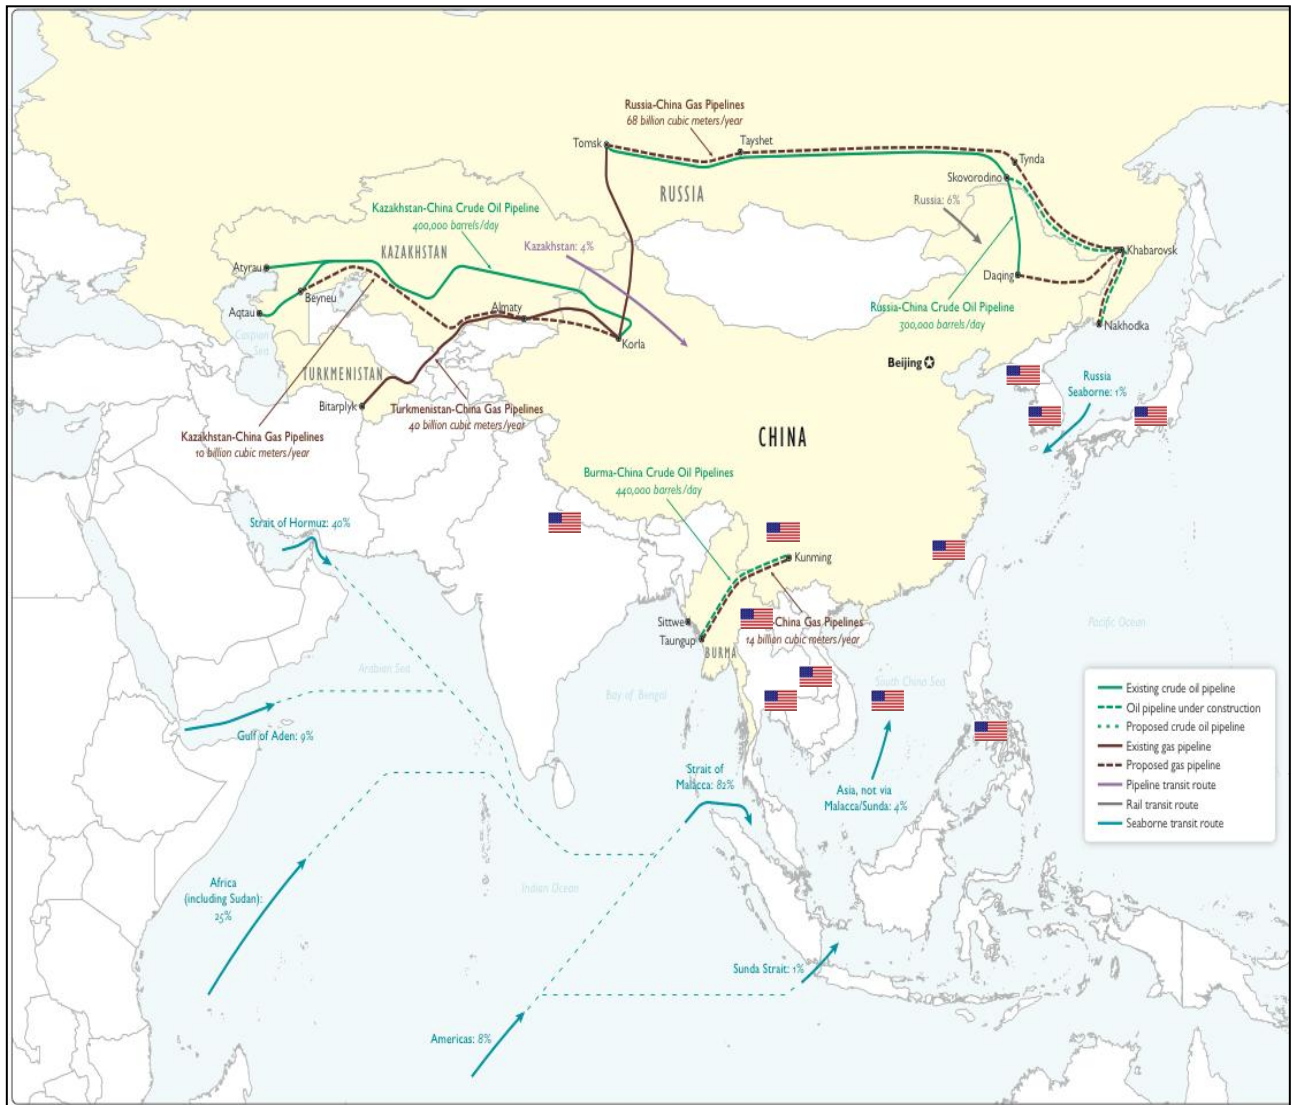 Russia-China Gas Pipelines
68 billion cubic meters/year
Tomsk
Tayshet
Tynda
Skovorodino
RUSSIA
Russia: 6%
Kazakhstan-China Crude Oil Pipeline
400,000 barrels/day
Kazakhstan: 4%
KAZAKHSTAN
Khabarovsk
Atyrau
Daqing
Beyneu
Aqtau
Almaty
Russia-China Crude Oil Pipeline
300,000 barrels/day
Nakhodka
Caspian
Sea
Korla
Beijing
TURKMENISTAN
Russia
Seaborne: 1%
Bitarplyk
Turkmenistan-China Gas Pipelines
40 billion cubic meters/year
Kazakhstan-China Gas Pipelines
10 billion cubic meters/year
CHINA
Burma-China Crude Oil Pipelines
440,000 barrels/day
Strait of Hormuz: 40%
Kunming
Sittwe
-China Gas Pipelines
14 billion cubic meters/year
Taungup
BURMA
Pacific Ocean
Arabian Sea
Bay of Bengal
South China Sea
Gulf of Aden: 9%
Existing crude oil pipeline
Oil pipeline under construction
Proposed crude oil pipeline
Existing gas pipeline
Proposed gas pipeline
Pipeline transit route
Rail transit route
Seaborne transit route
Strait of
Malacca: 82%
Asia, not via
Malacca/Sunda: 4%
Africa
(including Sudan):
25%
Indian Ocean
Sunda Strait: 1%
Americas: 8%